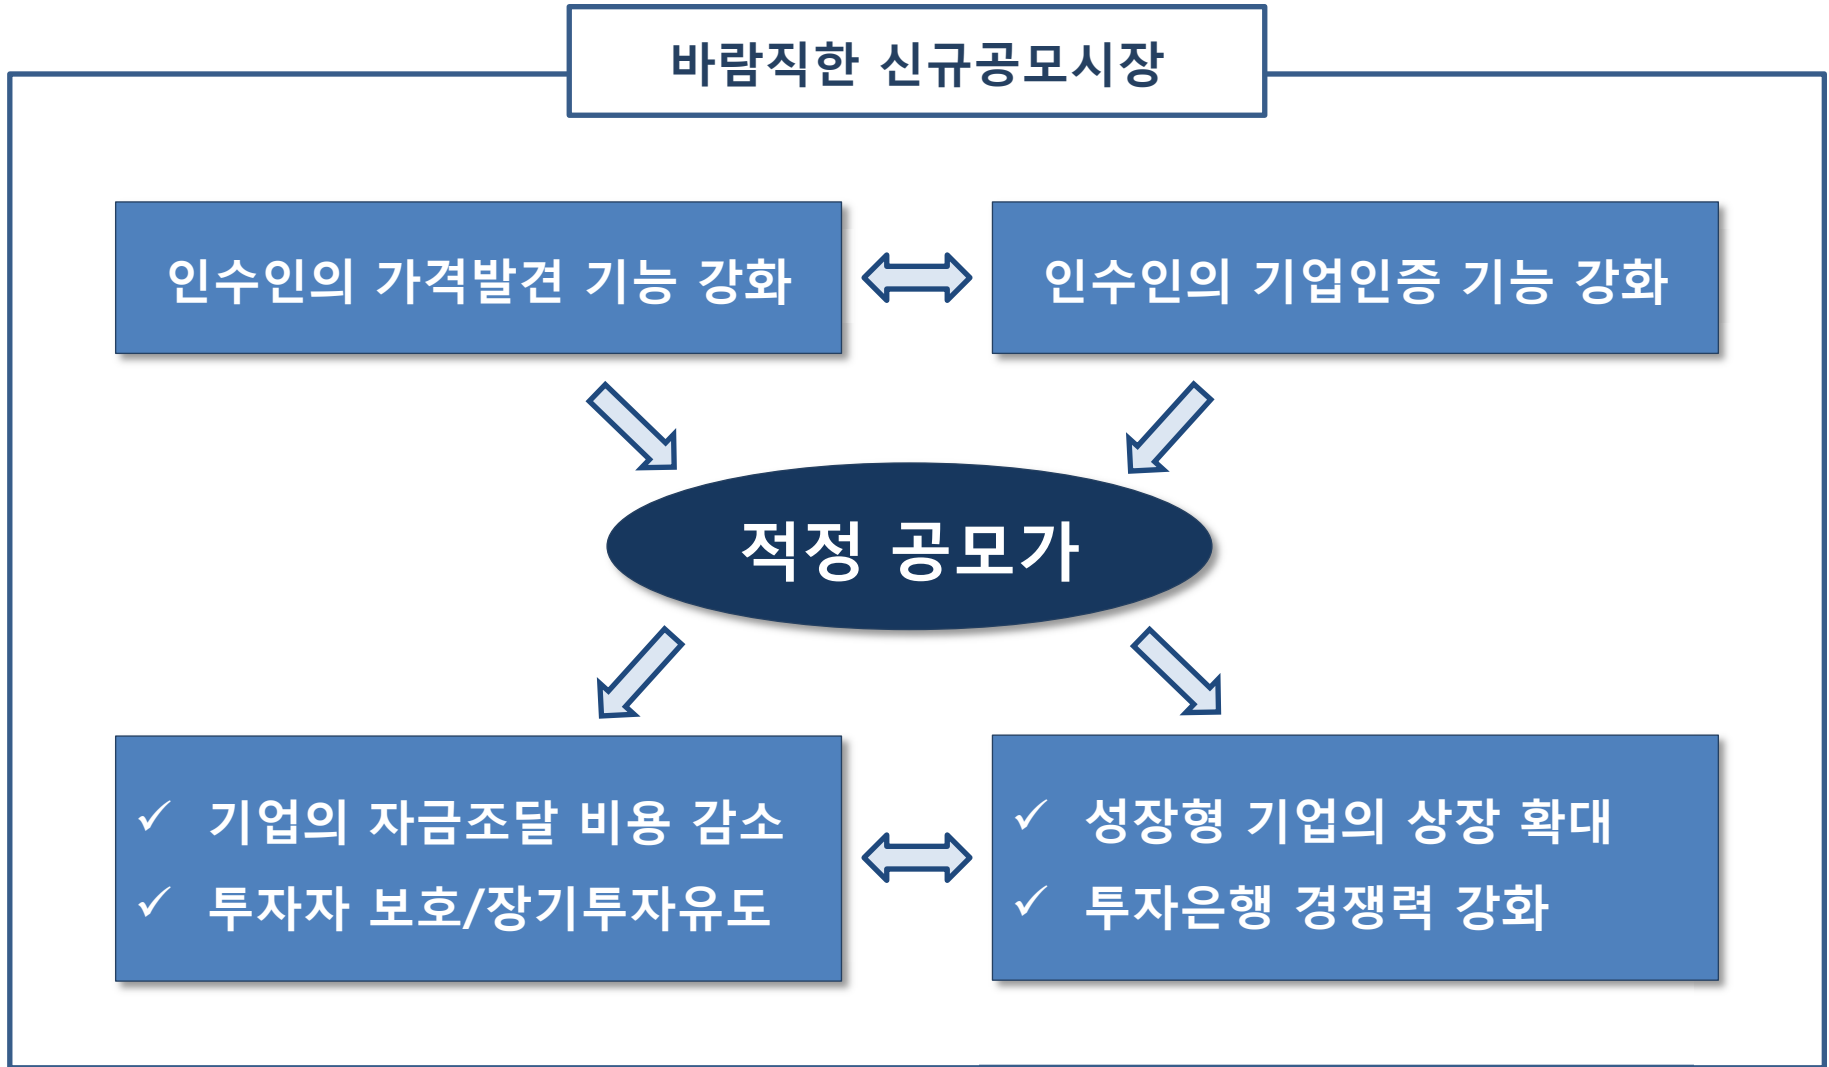 바람직한 신규공모시장
인수인의 가격발견 기능 강화
인수인의 기업인증 기능 강화
적정 공모가
✓ 기업의 자금조달 비용 감소
✓ 투자자 보호/장기투자유도
✓ 성장형 기업의 상장 확대
✓ 투자은행 경쟁력 강화